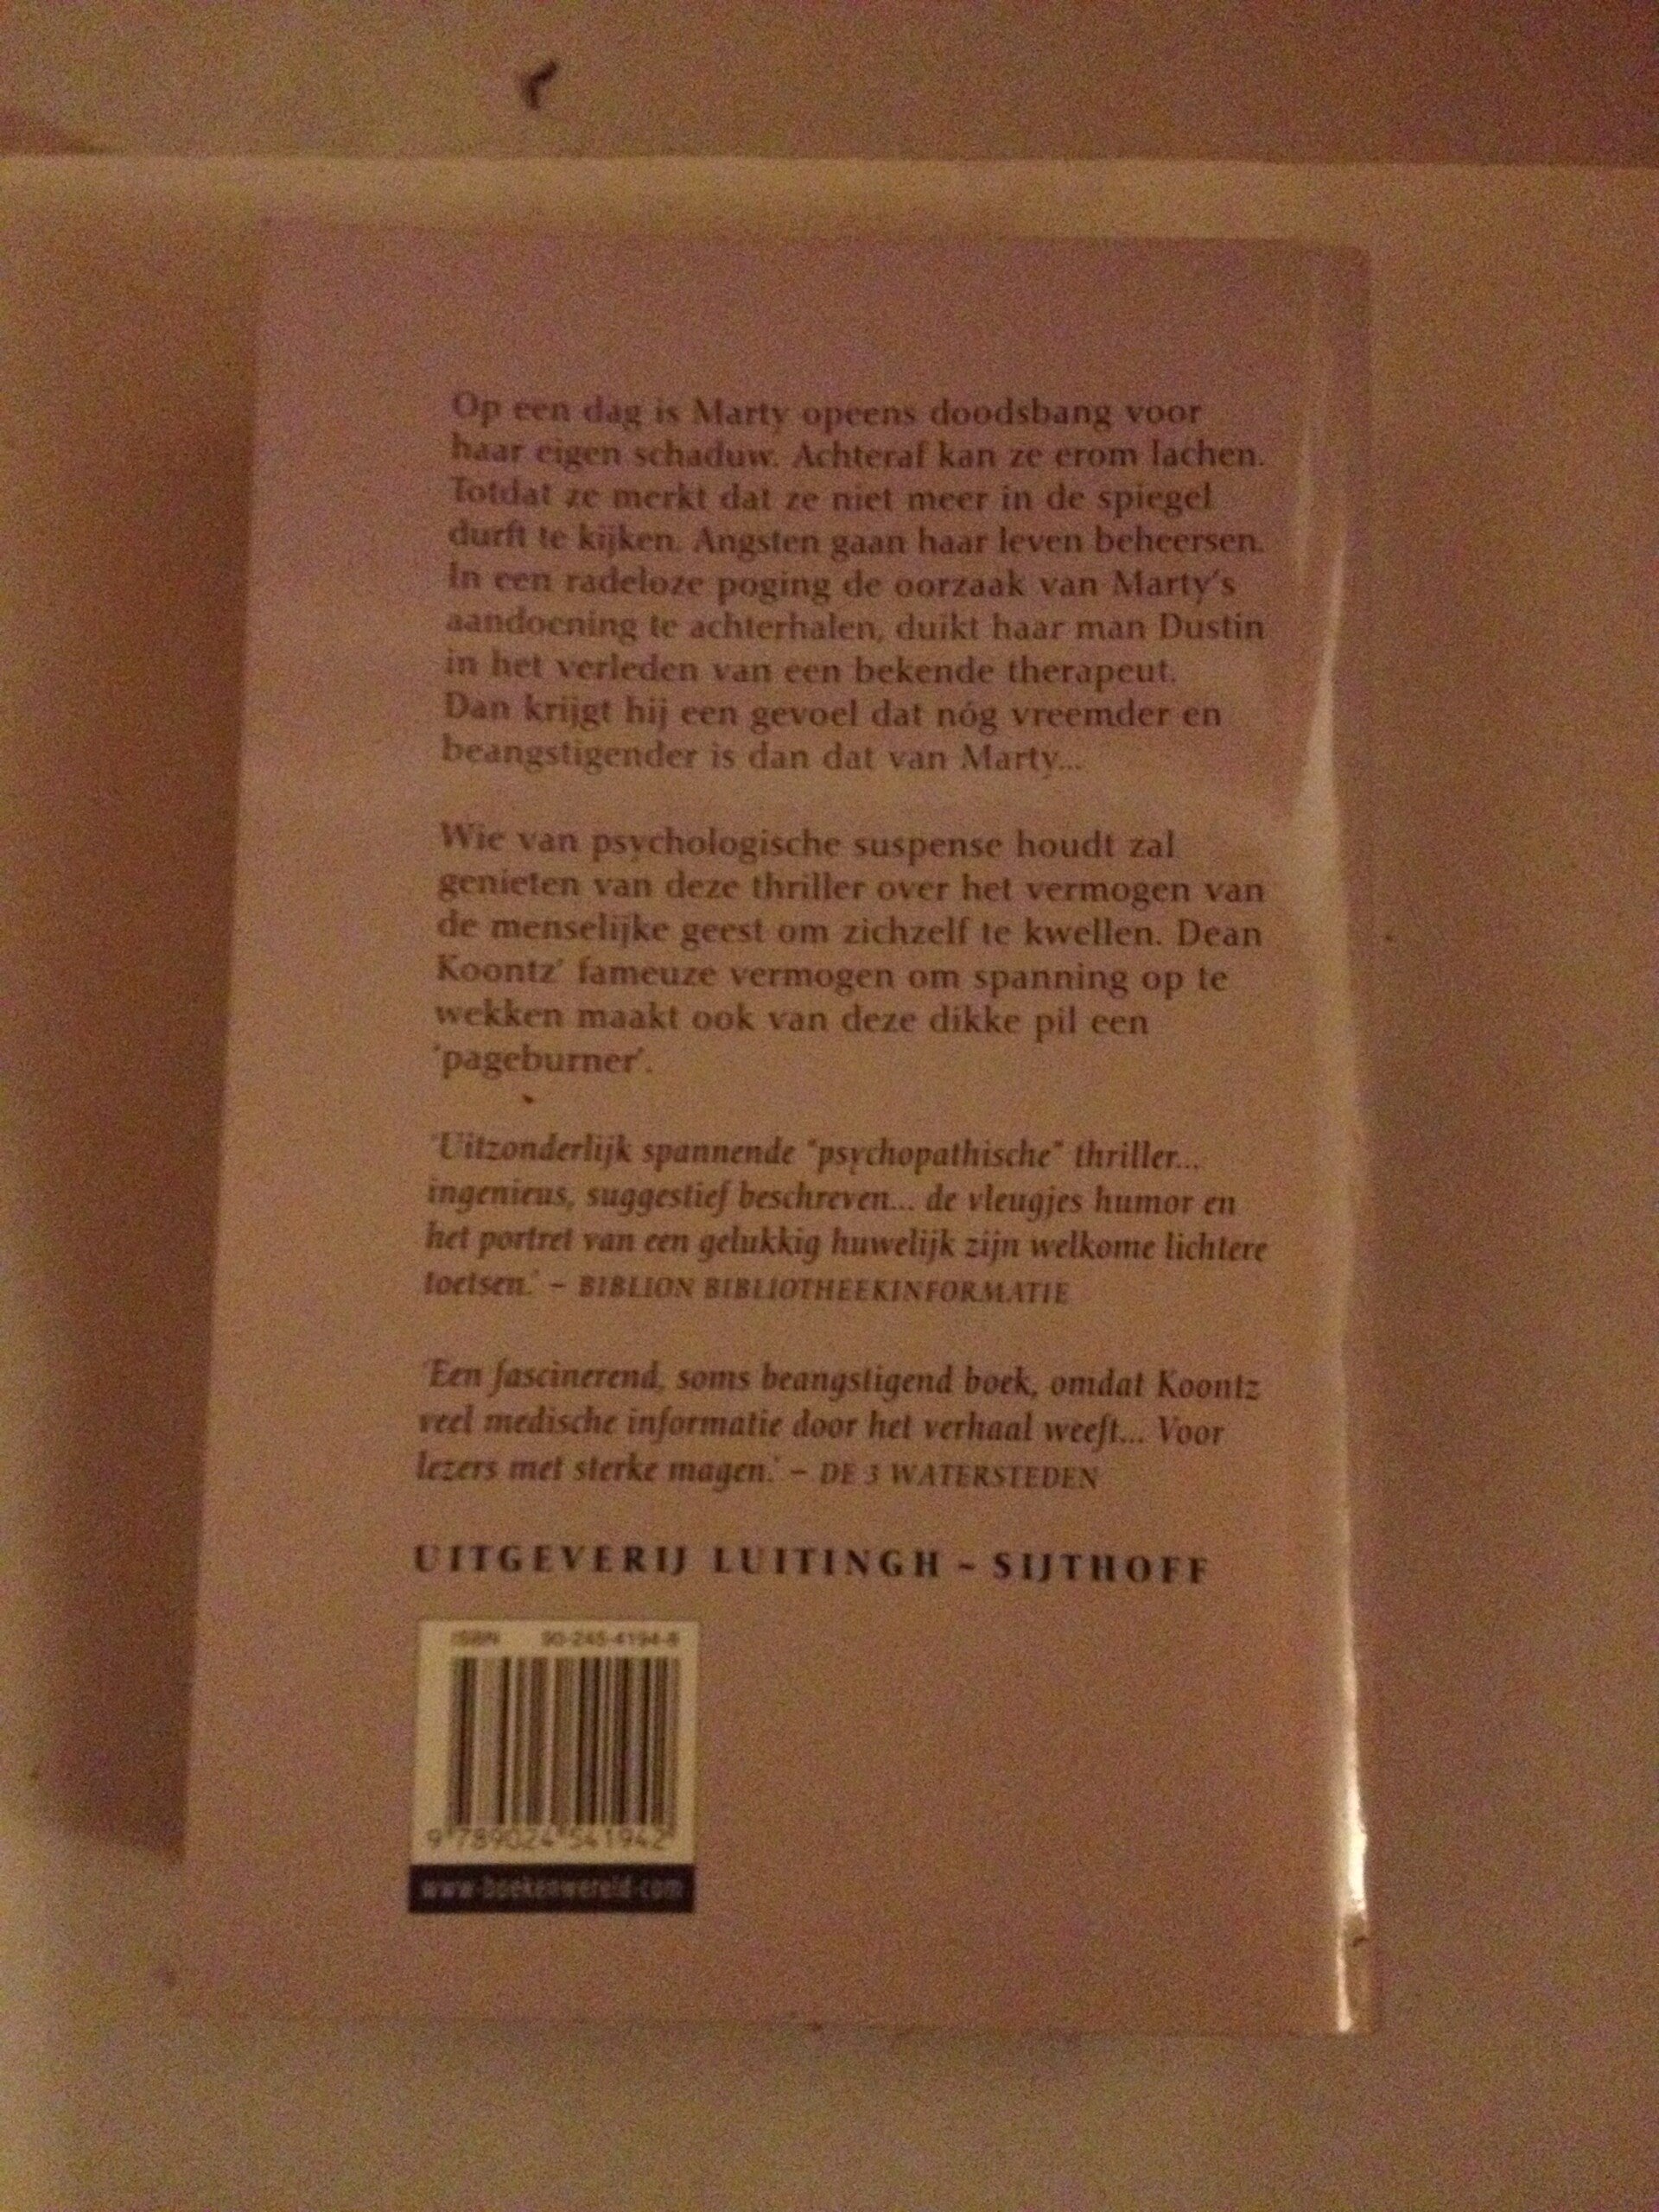 Op een dag is Marty opeens doodsbang voor
haar eigen schaduw. Achteraf kan ze erom lachen.
Totdat ze merkt dat ze niet meer in de spiegel
durft te kijken. Angsten gaan haar leven beheersen.
In een radeloze poging de oorzaak van Marty's
aandoening te achterhalen, duikt haar man Dustin
in het verleden van een bekende therapeut.
Dan krijgt hij een gevoel dat nóg vreemder en
beangstigender is dan dat van Marty...
Wie van psychologische suspense houdt zal
genieten van deze thriller over het vermogen van
de menselijke geest om zichzelf te kwellen. Dean
Koontz' fameuze vermogen om spanning op te
wekken maakt ook van deze dikke pil een
'pageburner'.
'Uitzonderlijk spannende "psychopathische" thriller...
ingenieus, suggestief beschreven... de vleugjes humor en
het portret van een gelukkig huwelijk zijn welkome lichtere
toetsen.' – BIBLION BIBLIOTHEEKINFORMATIE
'Een fascinerend, soms beangstigend boek, omdat Koontz
veel medische informatie door het verhaal weeft... Voor
lezers met sterke magen.' – DE 3 WATERSTEDEN
UITGEVERIJ LUITINGH – SIJTHOFF
ISBN 90-245-4194-8
9 789024 541942
www.boekenwereld.com